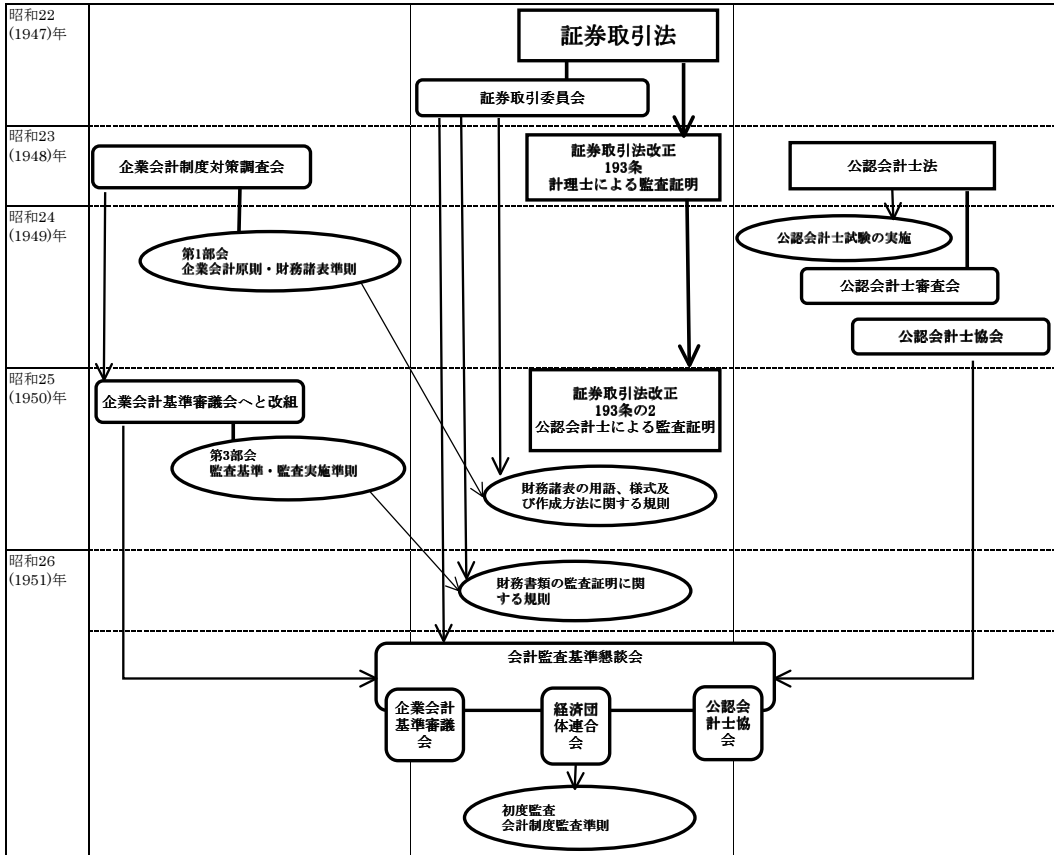 昭和22
(1947)年
証券取引法
証券取引委員会
昭和23
(1948)年
企業会計制度対策調査会
証券取引法改正
193条
計理士による監査証明
公認会計士法
昭和24
(1949)年
第1部会
企業会計原則・財務諸表準則
公認会計士試験の実施
公認会計士審査会
公認会計士協会
昭和25
(1950)年
企業会計基準審議会へと改組
証券取引法改正
193条の2
公認会計士による監査証明
第3部会
監査基準・監査実施準則
財務諸表の用語、様式及
び作成方法に関する規則
昭和26
(1951)年
財務書類の監査証明に関
する規則
会計監査基準懇談会
企業会計
基準審議
会
経済団
体連合
会
公認会
計士協
会
初度監査
会計制度監査準則